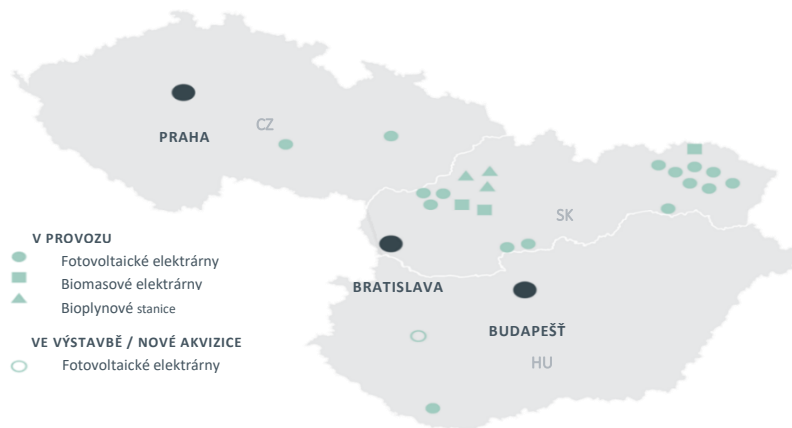 CZ
PRAHA
SK
V PROVOZU
Fotovoltaické elektrárny
Biomasové elektrárny
Bioplynové stanice
BRATISLAVA
BUDAPEŠŤ
VE VÝSTAVBĚ / NOVÉ AKVIZICE
Fotovoltaické elektrárny
HU